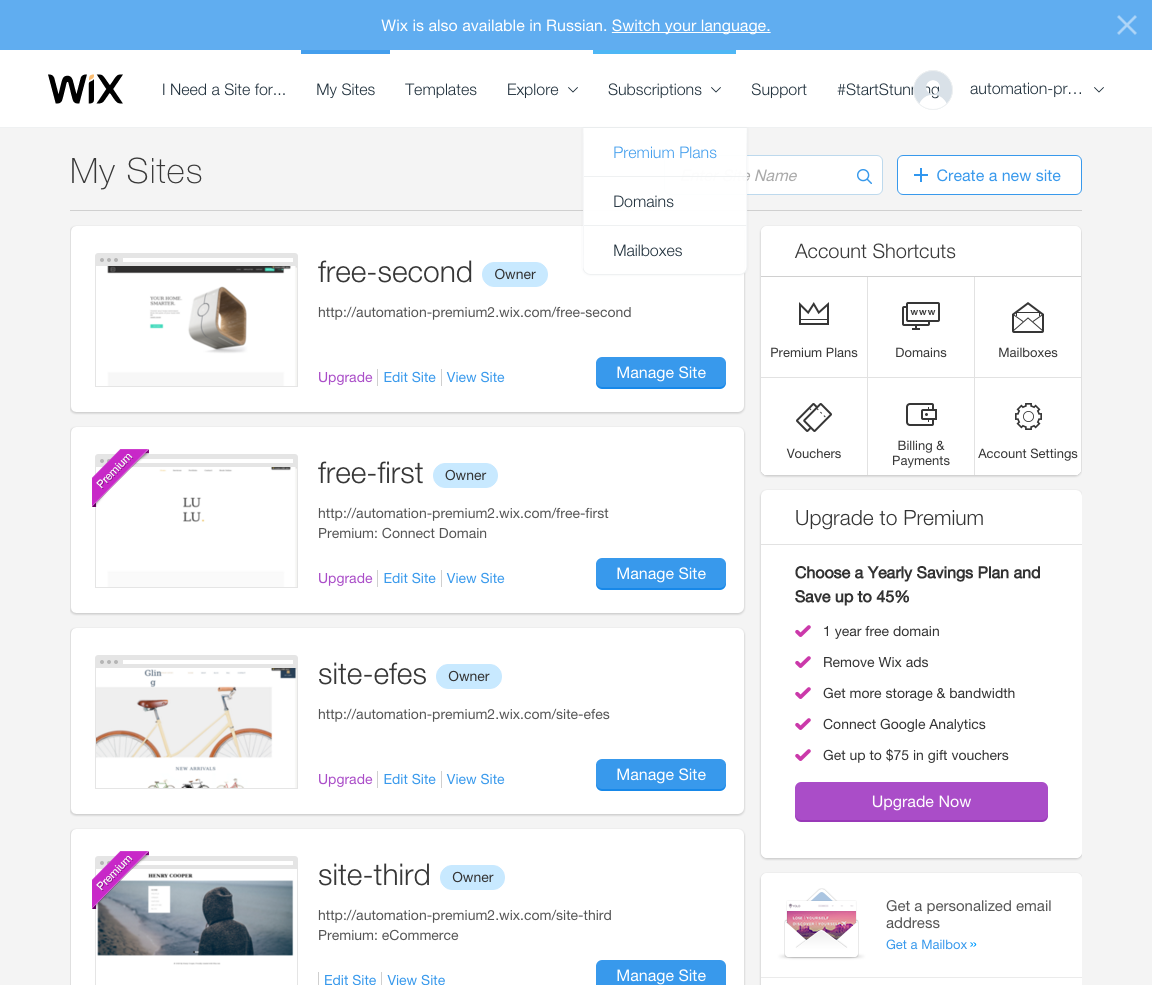 Wix is also available in Russian. Switch your language.
WiX
I Need a Site for...
My Sites
Templates
Explore
Subscriptions
Support
#StartStunning
automation-pr...
Premium Plans
Domains
Mailboxes
My Sites
Name
Create a new site
free-second
Owner
http://automation-premium2.wix.com/free-second
Upgrade
Edit Site
View Site
Manage Site
YOUR HOME.
SMARTER.
Premium
LU
LU.
free-first
Owner
http://automation-premium2.wix.com/free-first
Premium: Connect Domain
Upgrade
Edit Site
View Site
Manage Site
Glin
g
NEW ARRIVALS
site-efes
Owner
http://automation-premium2.wix.com/site-efes
Upgrade
Edit Site
View Site
Manage Site
Premium
HENRY COOPER
site-third
Owner
http://automation-premium2.wix.com/site-third
Premium: eCommerce
Edit Site
View Site
Manage Site
Account Shortcuts
Premium Plans
www
Domains
Mailboxes
Vouchers
Billing &
Payments
Account Settings
Upgrade to Premium
Choose a Yearly Savings Plan and
Save up to 45%
1 year free domain
Remove Wix ads
Get more storage & bandwidth
Connect Google Analytics
Get up to $75 in gift vouchers
Upgrade Now
Get a personalized email
address
Get a Mailbox »